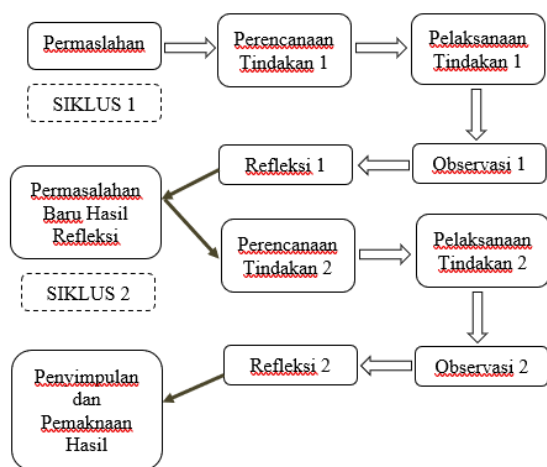 Permaslahan
Perencanaan
Tindakan 1
Pelaksanaan
Tindakan 1
SIKLUS 1
Refleksi 1
Observasi 1
Permasalahan
Baru Hasil
Refleksi
Perencanaan
Tindakan 2
Pelaksanaan
Tindakan 2
SIKLUS 2
Refleksi 2
Observasi 2
Penyimpulan
dan
Pemaknaan
Hasil